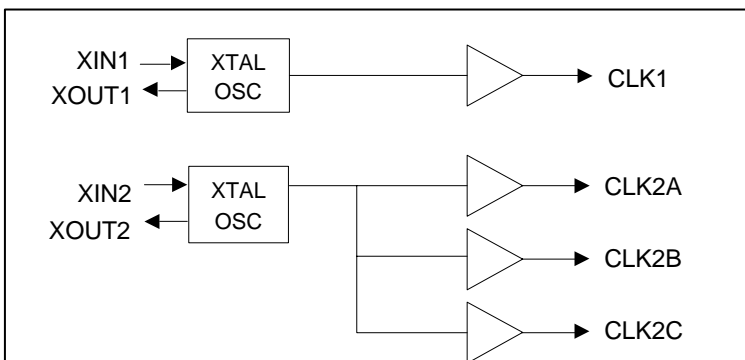 XIN1
XOUT1
XTAL
OSC
CLK1
XIN2
XOUT2
XTAL
OSC
CLK2A
CLK2B
CLK2C